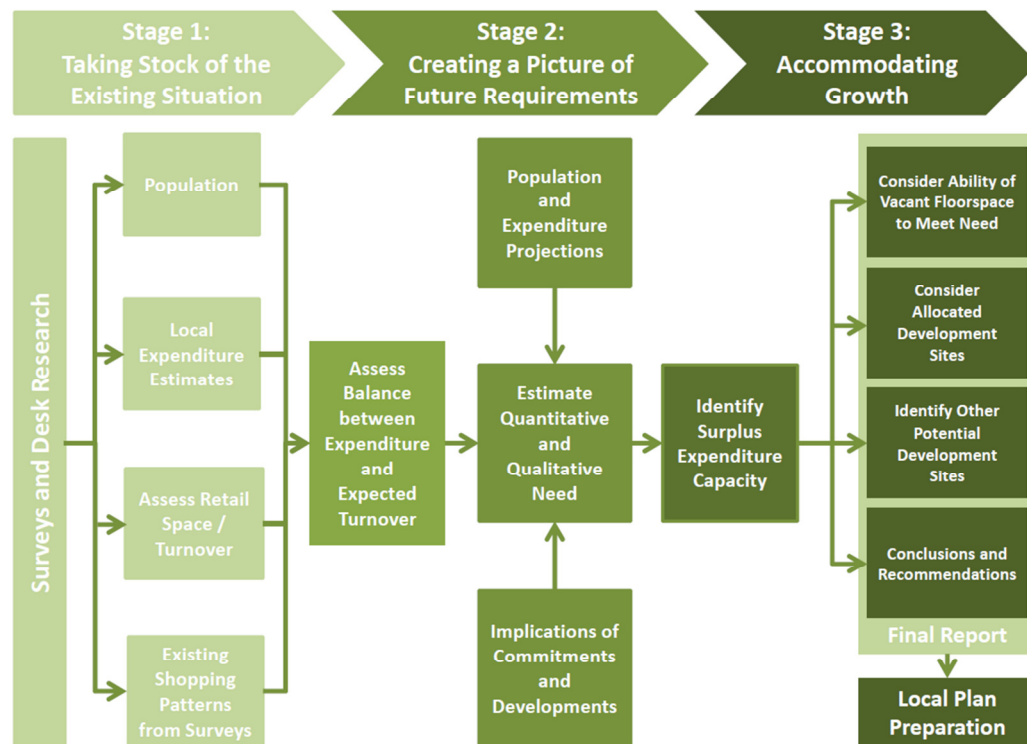 Stage 1:
Taking Stock of the
Existing Situation
Stage 2:
Creating a Picture of
Future Requirements
Stage 3:
Accommodating
Growth
Surveys and Desk Research
Population
Local
Expenditure
Estimates
Assess Retail
Space /
Turnover
Existing
Shopping
Patterns
from Surveys
Assess
Balance
between
Expenditure
and
Expected
Turnover
Population
and
Expenditure
Projections
Estimate
Quantitative
and
Qualitative
Need
Implications of
Commitments
and
Developments
Identify
Surplus
Expenditure
Capacity
Consider Ability of
Vacant Floorspace
to Meet Need
Consider
Allocated
Development
Sites
Identify Other
Potential
Development
Sites
Conclusions and
Recommendations
Final Report
Local Plan
Preparation